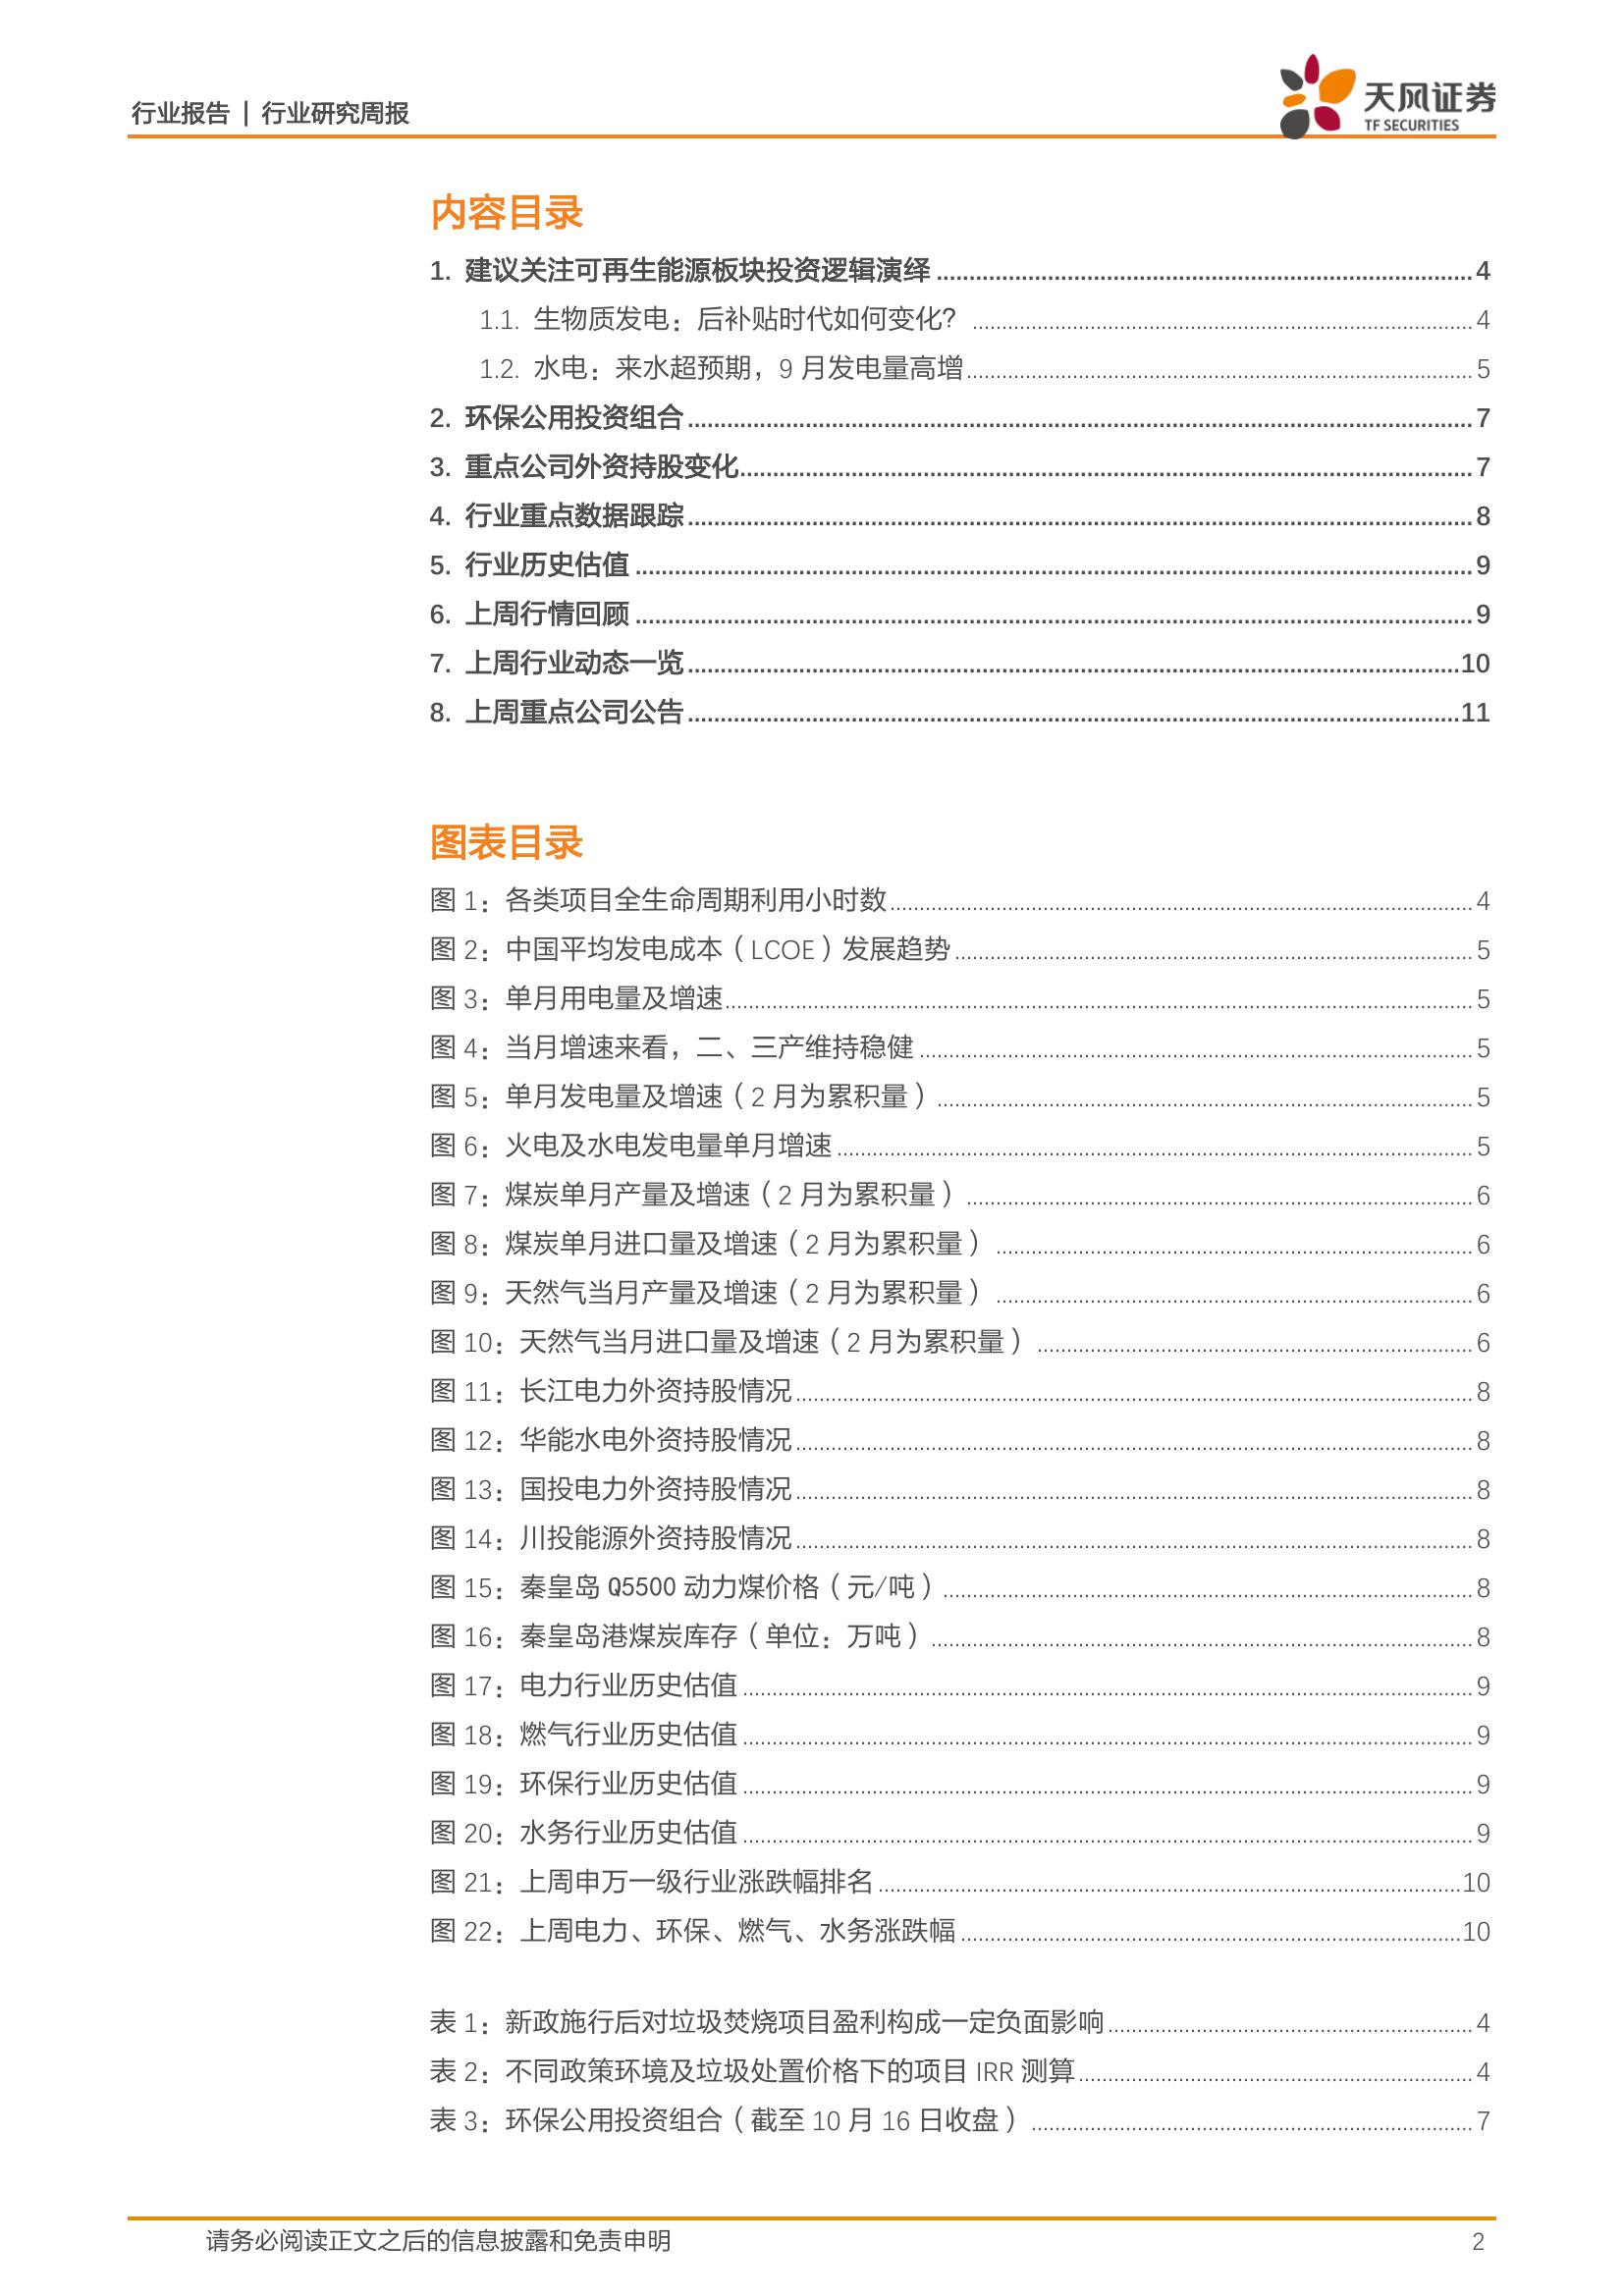 行业报告 | 行业研究周报
天风证券
TF SECURITIES
内容目录
1. 建议关注可再生能源板块投资逻辑演绎 4
1.1. 生物质发电：后补贴时代如何变化？ 4
1.2. 水电：来水超预期，9 月发电量高增 5
2. 环保公用投资组合 7
3. 重点公司外资持股变化 7
4. 行业重点数据跟踪 8
5. 行业历史估值 9
6. 上周行情回顾 9
7. 上周行业动态一览 10
8. 上周重点公司公告 11
图表目录
图 1：各类项目全生命周期利用小时数 4
图 2：中国平均发电成本（LCOE）发展趋势 5
图 3：单月用电量及增速 5
图 4：当月增速来看，二、三产维持稳健 5
图 5：单月发电量及增速（2 月为累积量） 5
图 6：火电及水电发电量单月增速 5
图 7：煤炭单月产量及增速（2 月为累积量） 6
图 8：煤炭单月进口量及增速（2 月为累积量） 6
图 9：天然气当月产量及增速（2 月为累积量） 6
图 10：天然气当月进口量及增速（2 月为累积量） 6
图 11：长江电力外资持股情况 8
图 12：华能水电外资持股情况 8
图 13：国投电力外资持股情况 8
图 14：川投能源外资持股情况 8
图 15：秦皇岛 Q5500 动力煤价格（元/吨） 8
图 16：秦皇岛港煤炭库存（单位：万吨） 8
图 17：电力行业历史估值 9
图 18：燃气行业历史估值 9
图 19：环保行业历史估值 9
图 20：水务行业历史估值 9
图 21：上周申万一级行业涨跌幅排名 10
图 22：上周电力、环保、燃气、水务涨跌幅 10
表 1：新政施行后对垃圾焚烧项目盈利构成一定负面影响 4
表 2：不同政策环境及垃圾处置价格下的项目 IRR 测算 4
表 3：环保公用投资组合（截至 10 月 16 日收盘） 7
请务必阅读正文之后的信息披露和免责申明 2